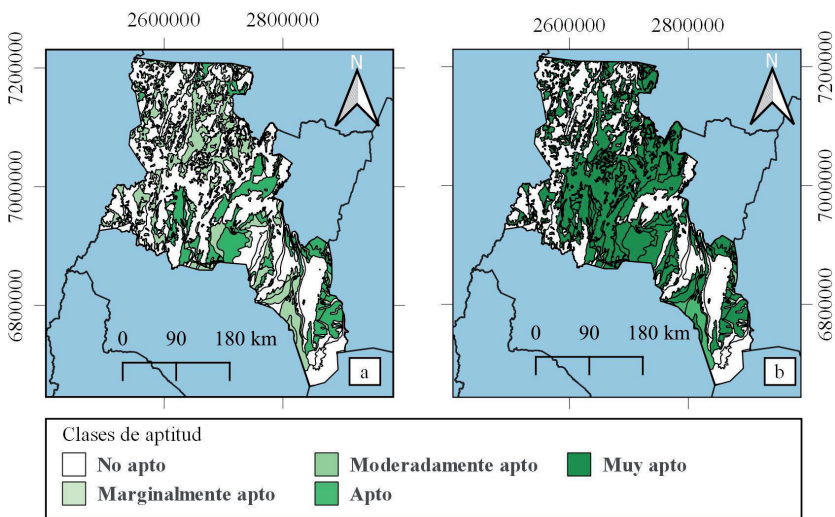 2600000 2800000
2600000 2800000
7200000
7000000
6800000
N
0 90 180 km
a
N
0 90 180 km
b
7200000
7000000
6800000
Clases de aptitud
No apto
Marginalmente apto
Moderadamente apto
Apto
Muy apto